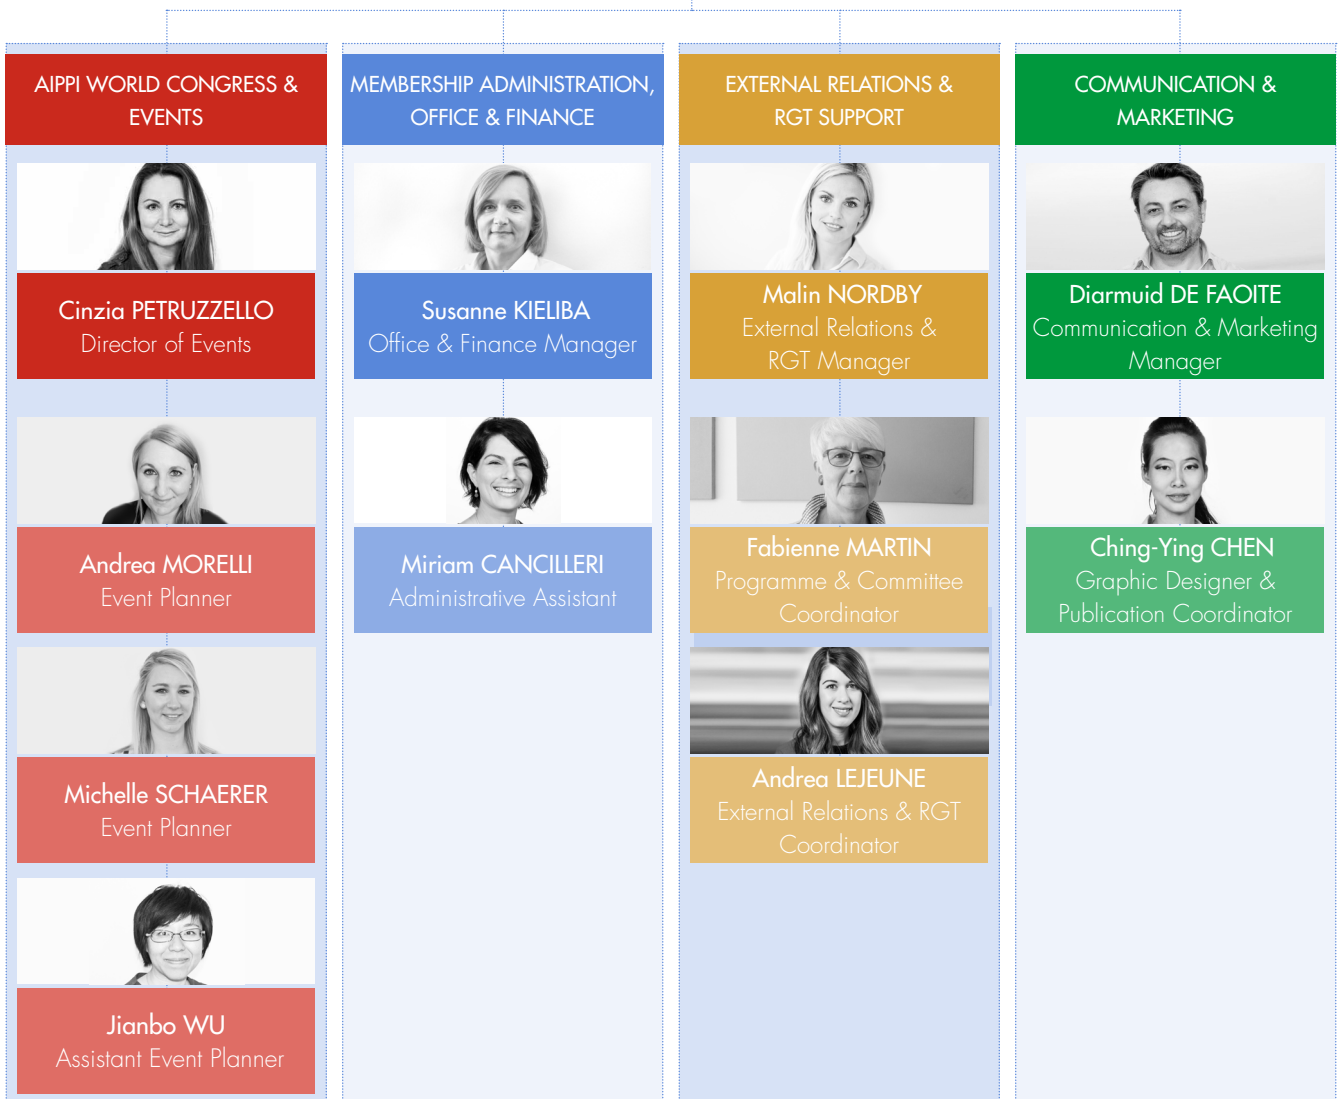 AIPPI WORLD CONGRESS &
EVENTS
Cinzia PETRUZZELLO
Director of Events
Andrea MORELLI
Event Planner
Michelle SCHAERER
Event Planner
Jianbo WU
Assistant Event Planner
MEMBERSHIP ADMINISTRATION,
OFFICE & FINANCE
Susanne KIELIBA
Office & Finance Manager
Miriam CANCILLERI
Administrative Assistant
EXTERNAL RELATIONS &
RGT SUPPORT
Malin NORDBY
External Relations &
RGT Manager
Fabienne MARTIN
Programme & Committee
Coordinator
Andrea LEJEUNE
External Relations & RGT
Coordinator
COMMUNICATION &
MARKETING
Diarmuid DE FAOITE
Communication & Marketing
Manager
Ching-Ying CHEN
Graphic Designer &
Publication Coordinator